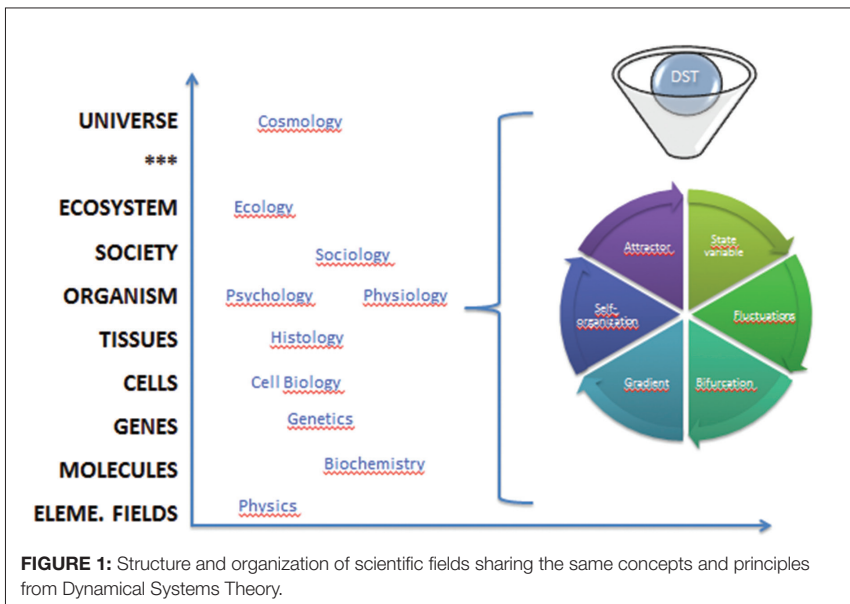 DST
UNIVERSE
Cosmology
***
ECOSYSTEM
Ecology
SOCIETY
Sociology
ORGANISM
Psychology
Physiology
TISSUES
Histology
CELLS
Cell Biology
GENES
Genetics
MOLECULES
Biochemistry
ELEME. FIELDS
Physics
Attractor
State
variable
Self-
organization
Fluctuations
Gradient
Bifurcation
FIGURE 1: Structure and organization of scientific fields sharing the same concepts and principles
from Dynamical Systems Theory.